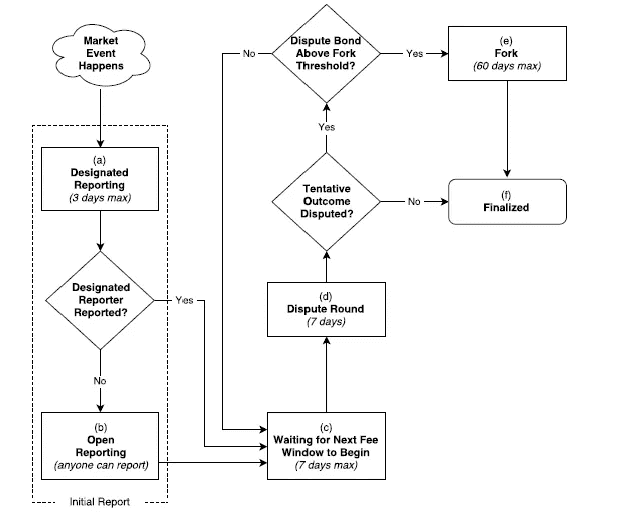 Market
Event
Happens
(a)
Designated
Reporting
(3 days max)
Designated
Reporter
Reported?
Yes
No
(b)
Open
Reporting
(anyone can report)
Initial Report
No
Dispute Bond
Above Fork
Threshold?
Yes
(e)
Fork
(60 days max)
Yes
Tentative
Outcome
Disputed?
No
(f)
Finalized
(d)
Dispute Round
(7 days)
(c)
Waiting for Next Fee
Window to Begin
(7 days max)